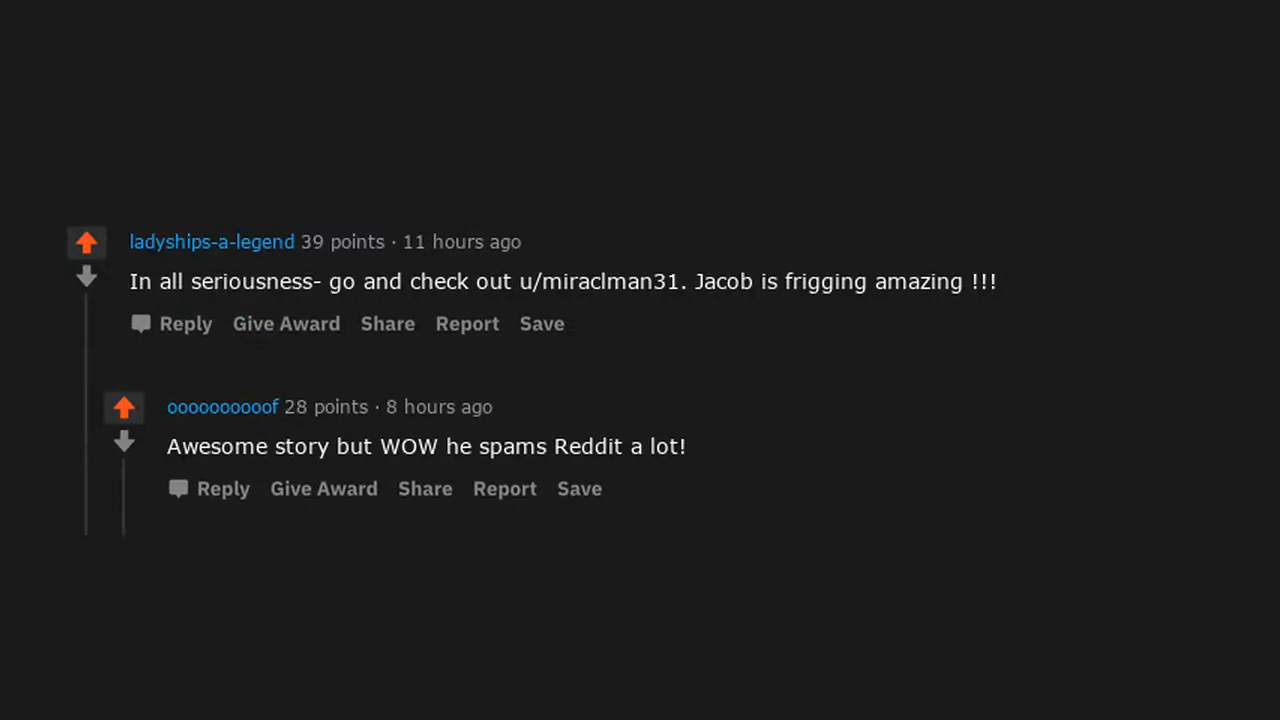 ladyships-a-legend 39 points · 11 hours ago
In all seriousness- go and check out u/miraclman31. Jacob is frigging amazing !!!
Reply Give Award Share Report Save
oooooooooof 28 points · 8 hours ago
Awesome story but WOW he spams Reddit a lot!
Reply Give Award Share Report Save